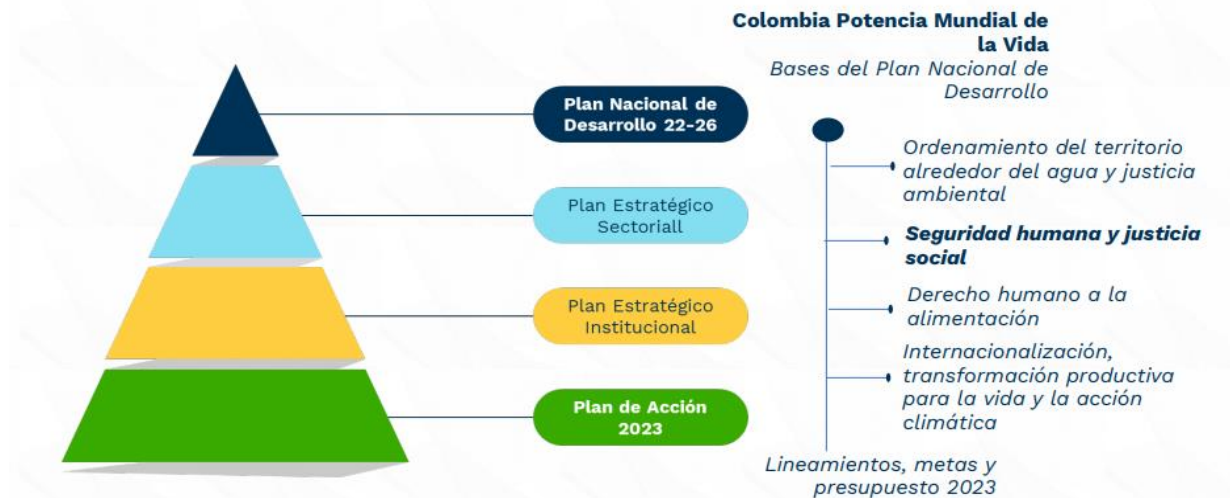 Plan Nacional de
Desarrollo 22-26
Plan Estratégico
Sectoriall
Plan Estratégico
Institucional
Plan de Acción
2023
Colombia Potencia Mundial de
la Vida
Bases del Plan Nacional de
Desarrollo
Ordenamiento del territorio
alrededor del agua y justicia
ambiental
Seguridad humana y justicia
social
Derecho humano a la
alimentación
Internacionalización,
transformación productiva
para la vida y la acción
climática
Lineamientos, metas y
presupuesto 2023